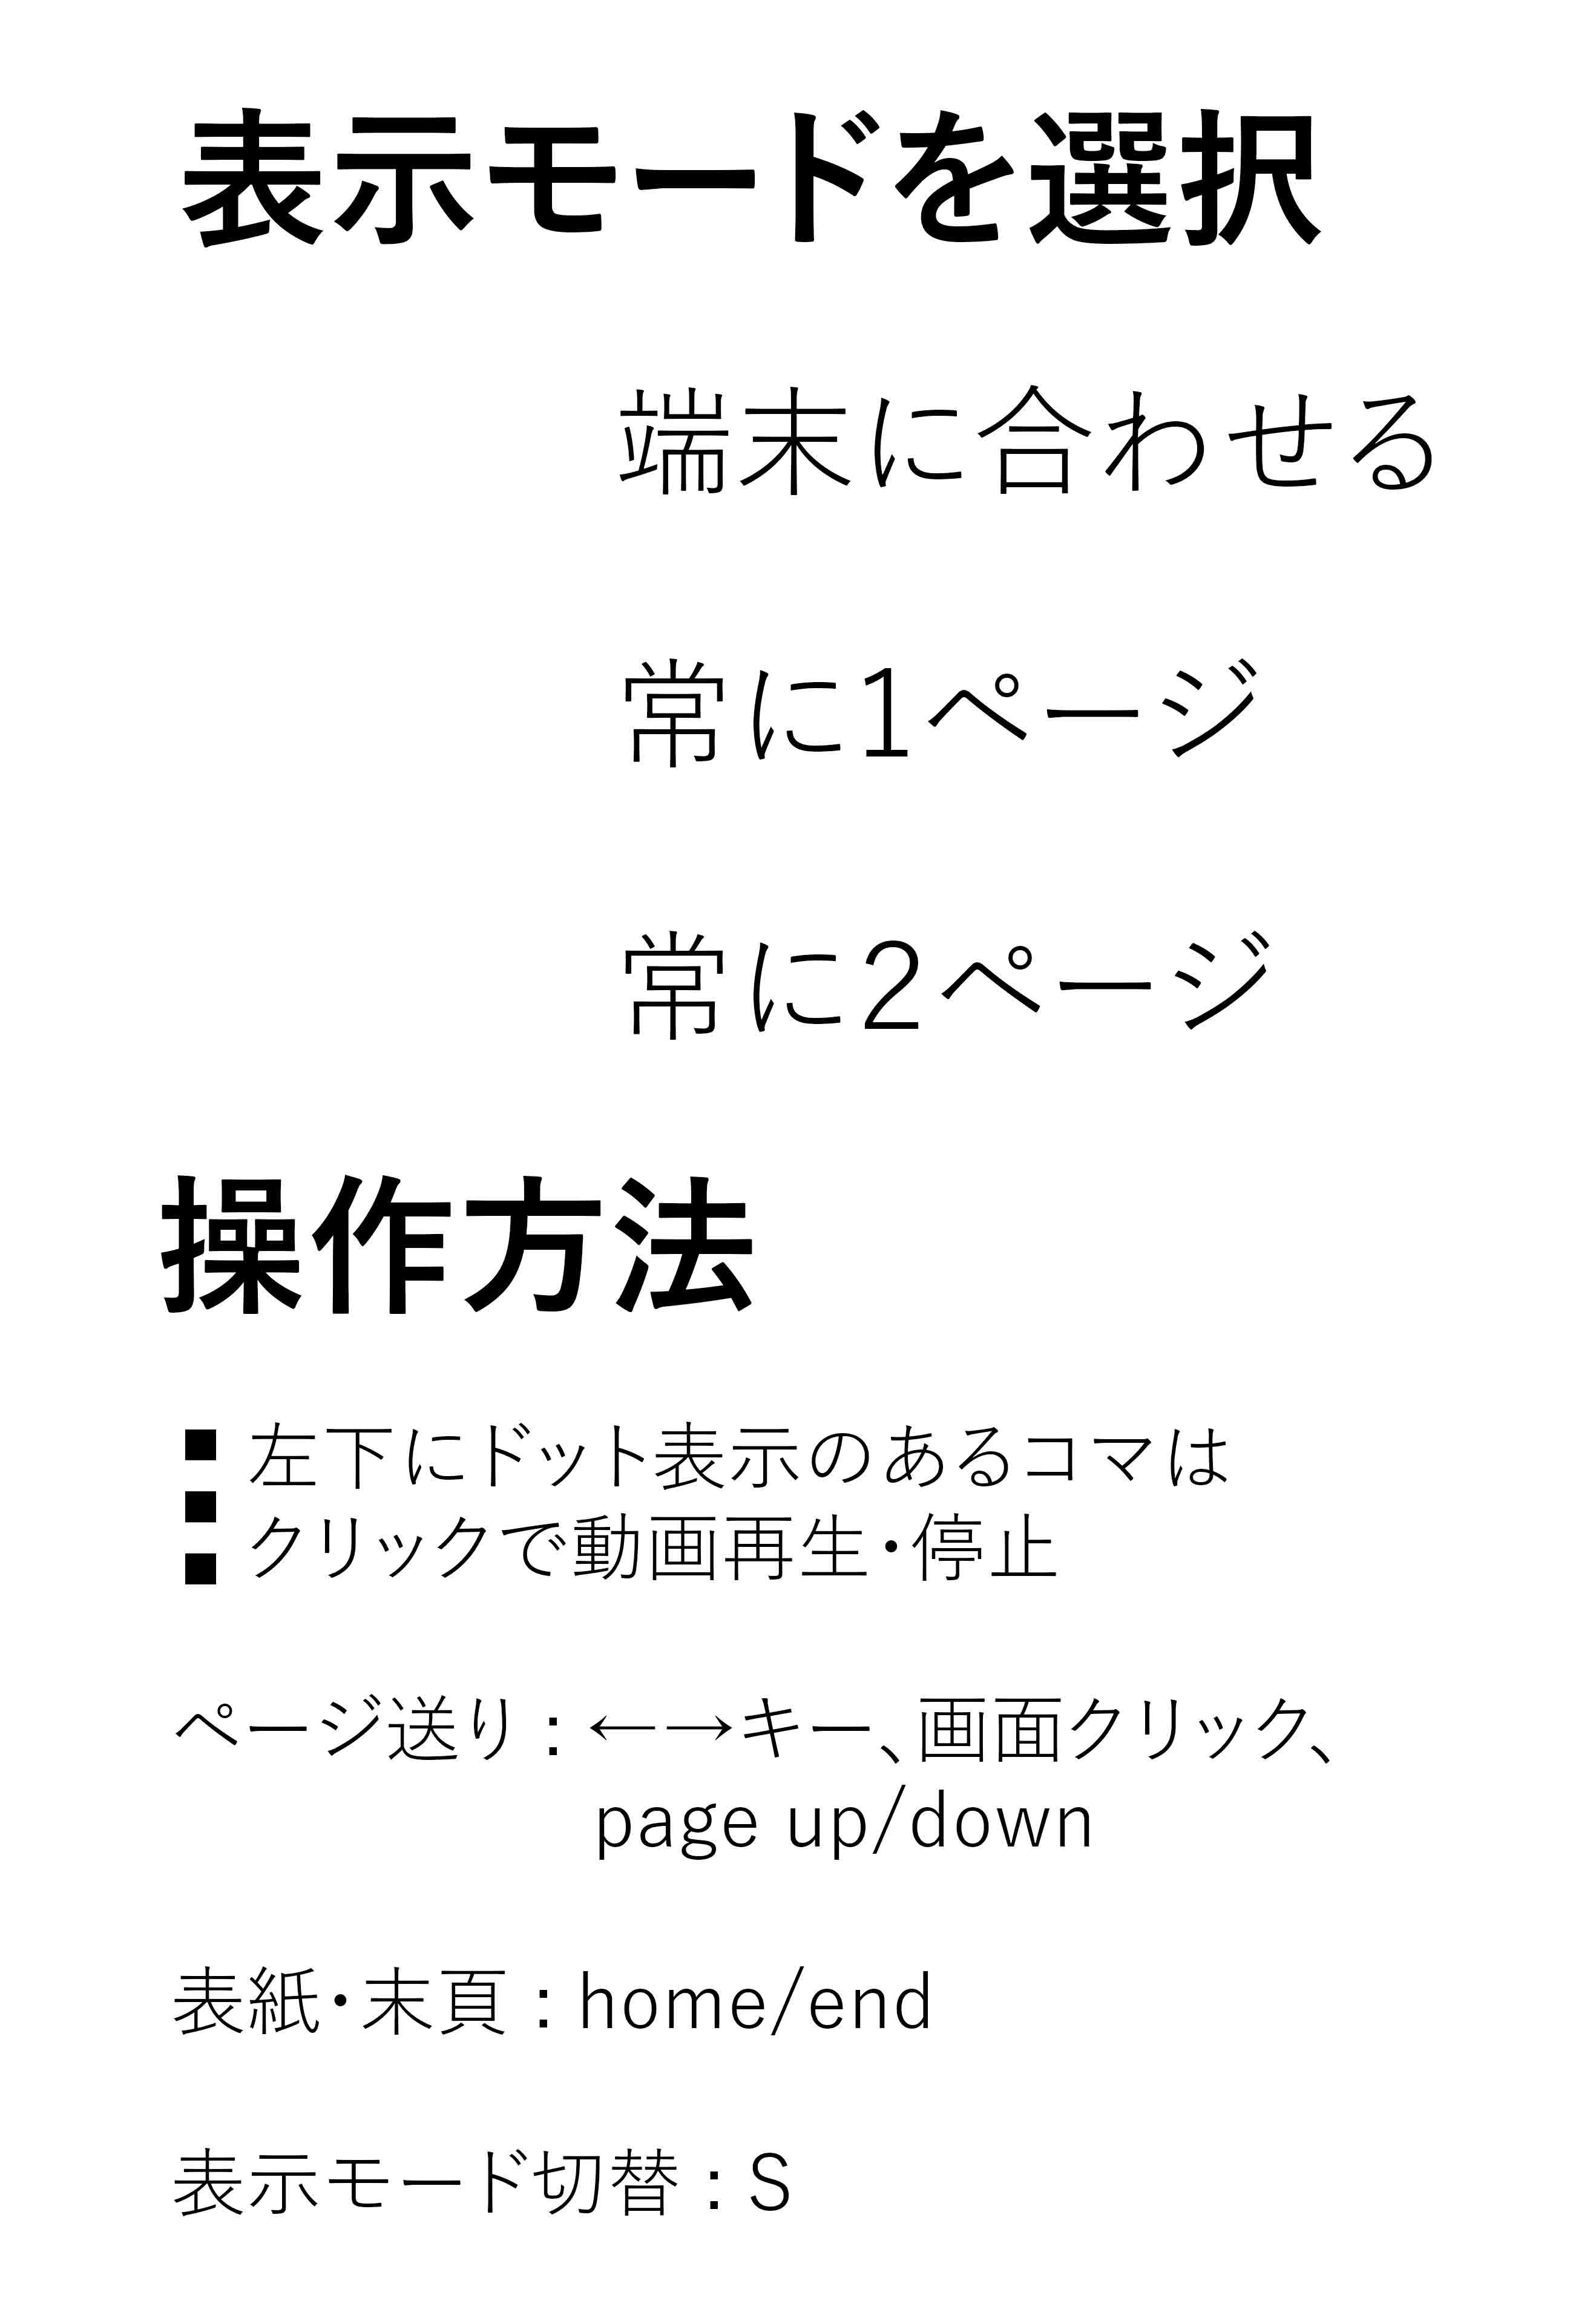 表示モードを選択
端末に合わせる
常に1ページ
常に2ページ
操作方法
左下にドット表示のあるコマは
クリックで動画再生・停止
ページ送り：←→キー、画面クリック、
page up/down
表紙・末頁：home/end
表示モード切替：S